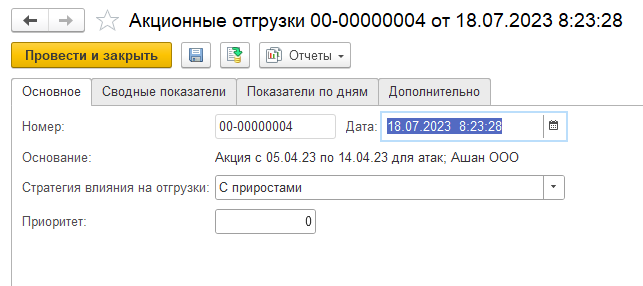 Акционные отгрузки 00-00000004 от 18.07.2023 8:23:28
Провести и закрыть Отчеты
Основное Сводные показатели Показатели по дням Дополнительно
Номер: 00-00000004 Дата: 18.07.2023 8:23:28
Основание: Акция с 05.04.23 по 14.04.23 для атак; Ашан ООО
Стратегия влияния на отгрузки: С приростами
Приоритет: 0